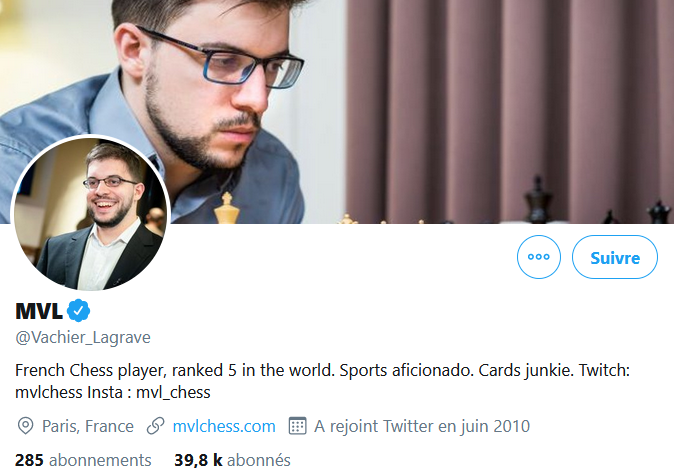 Suivre
MVL
@Vachier_Lagrave
French Chess player, ranked 5 in the world. Sports aficionado. Cards junkie. Twitch:
mvlchess Insta : mvl_chess
Paris, France mvlchess.com A rejoint Twitter en juin 2010
285 abonnements 39,8 k abonnés